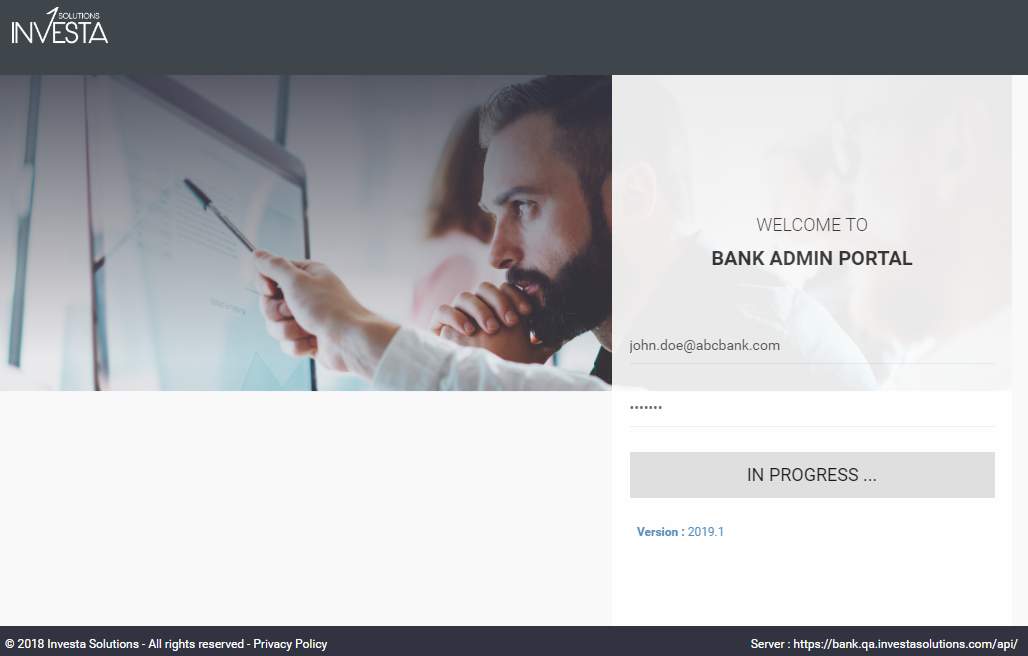 SOLUTIONS
INVESTA
WELCOME TO
BANK ADMIN PORTAL
john.doe@abcbank.com
•••••••
IN PROGRESS ...
Version : 2019.1
© 2018 Investa Solutions - All rights reserved - Privacy Policy
Server : https://bank.qa.investasolutions.com/api/